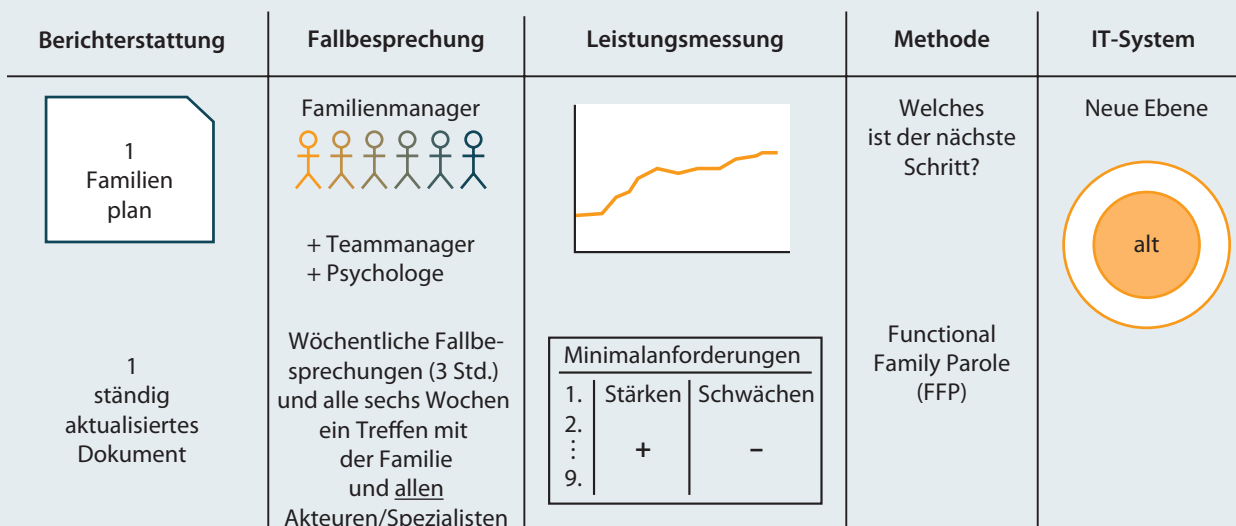 Berichterstattung
Fallbesprechung
Leistungsmessung
Methode
IT-System
1
Familien
plan
1
ständig
aktualisiertes
Dokument
Familienmanager
+ Teammanager
+ Psychologe
Wöchentliche Fallbe-
sprechungen (3 Std.)
und alle sechs Wochen
ein Treffen mit
der Familie
und allen
Akteuren/Spezialisten
Minimalanforderungen
1.
Stärken
Schwächen
2.
⋮
+
–
9.
Welches
ist der nächste
Schritt?
Functional
Family Parole
(FFP)
Neue Ebene
alt